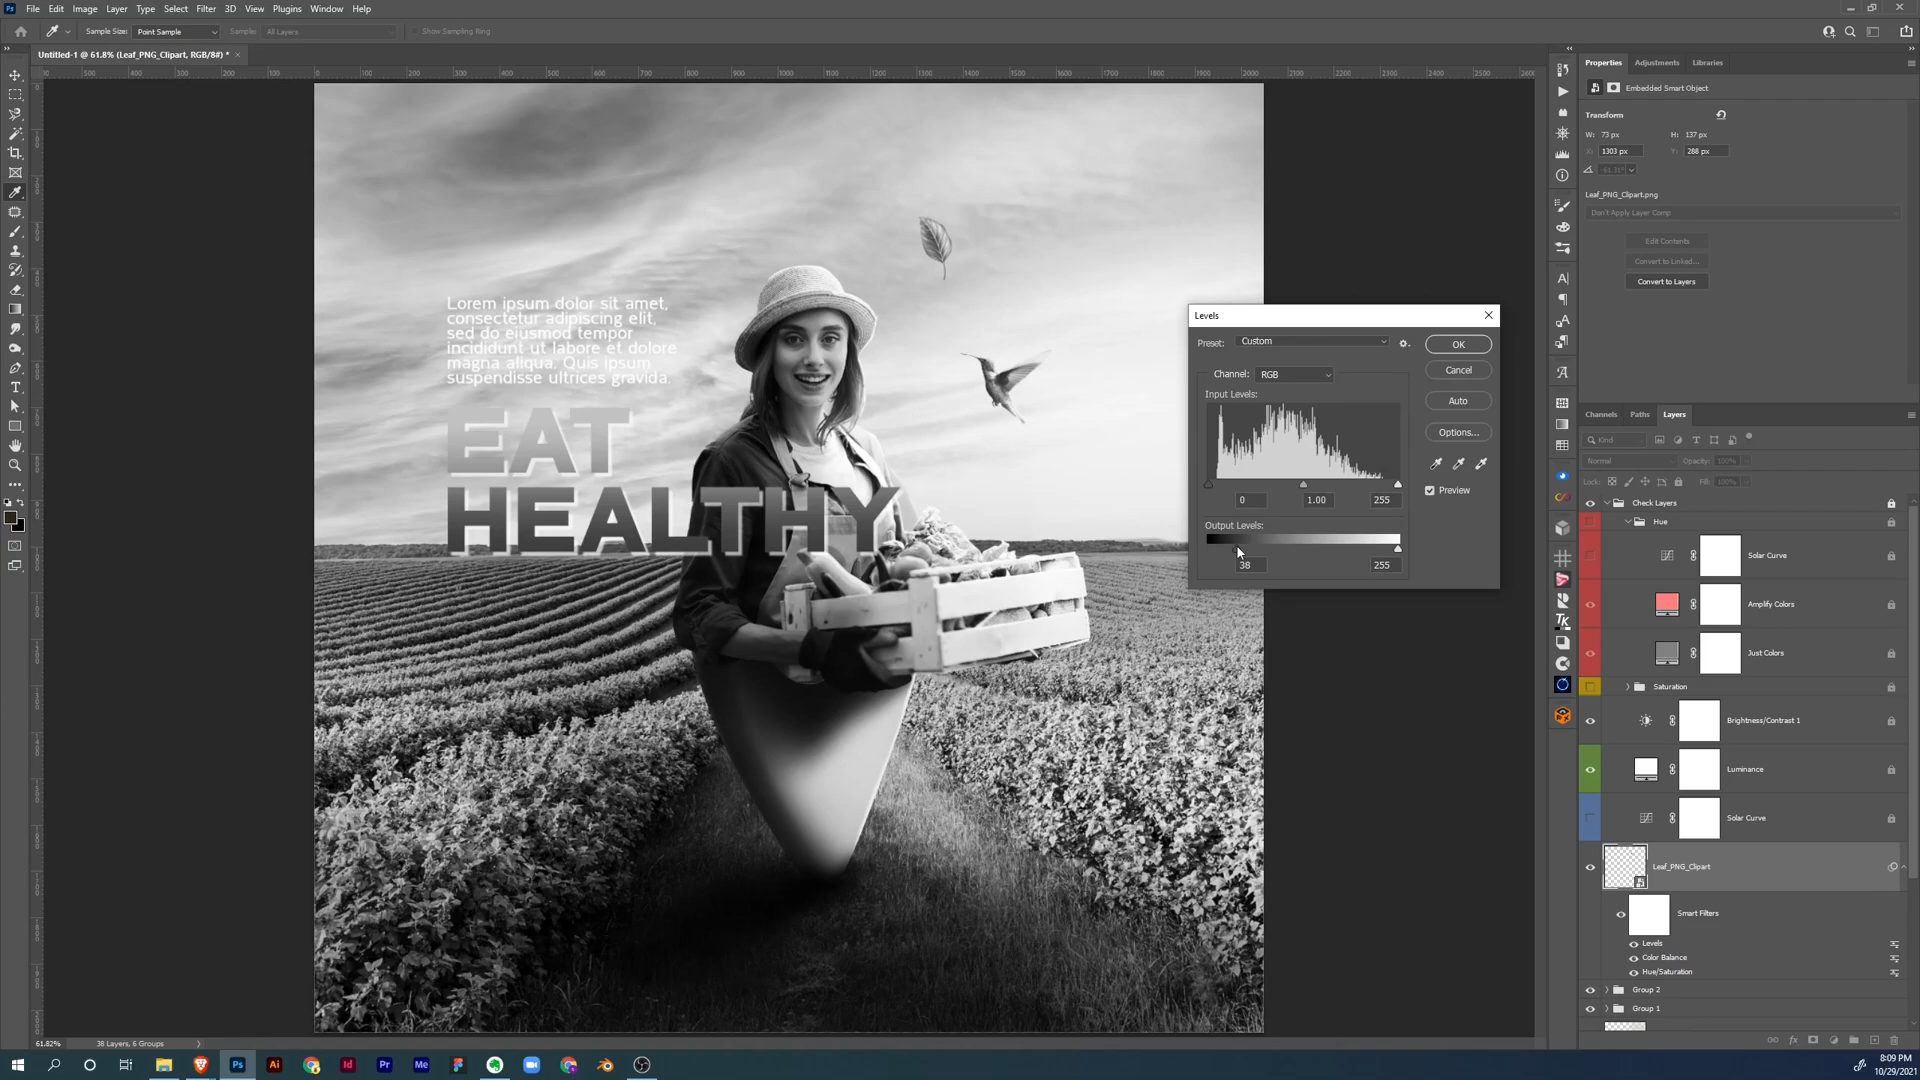 File Edit Image Layer Type Select Filter 3D View Plugins Window Help
Sample Size: Point Sample Sample: All Layers Show Sampling Ring
Untitled-1 @ 61.8% (Leaf_PNG_Clipart, RGB/8#) *
Lorem ipsum dolor sit amet,
consectetur adipiscing elit,
sed do eiusmod tempor
incididunt ut labore et dolore
magna aliqua. Quis ipsum
suspendisse ultrices gravida.
EAT
HEALTHY
Levels
Preset: Custom
OK
Cancel
Channel: RGB
Input Levels:
Auto
Options...
Preview
0 1.00 255
Output Levels:
38 255
Properties Adjustments Libraries
Embedded Smart Object
Transform
W: 73 px H: 137 px
X: 1303 px Y: 288 px
-61.31°
Leaf_PNG_Clipart.png
Don't Apply Layer Comp
Edit Contents
Convert to Linked...
Convert to Layers
Channels Paths Layers
Kind
Normal Opacity: 100%
Lock: Fill: 100%
Check Layers
Hue
Solar Curve
Amplify Colors
Just Colors
Saturation
Brightness/Contrast 1
Luminance
Solar Curve
Leaf_PNG_Clipart
Smart Filters
Levels
Color Balance
Hue/Saturation
Group 2
Group 1
61.82% 38 Layers, 6 Groups
8:09 PM
10/29/2021